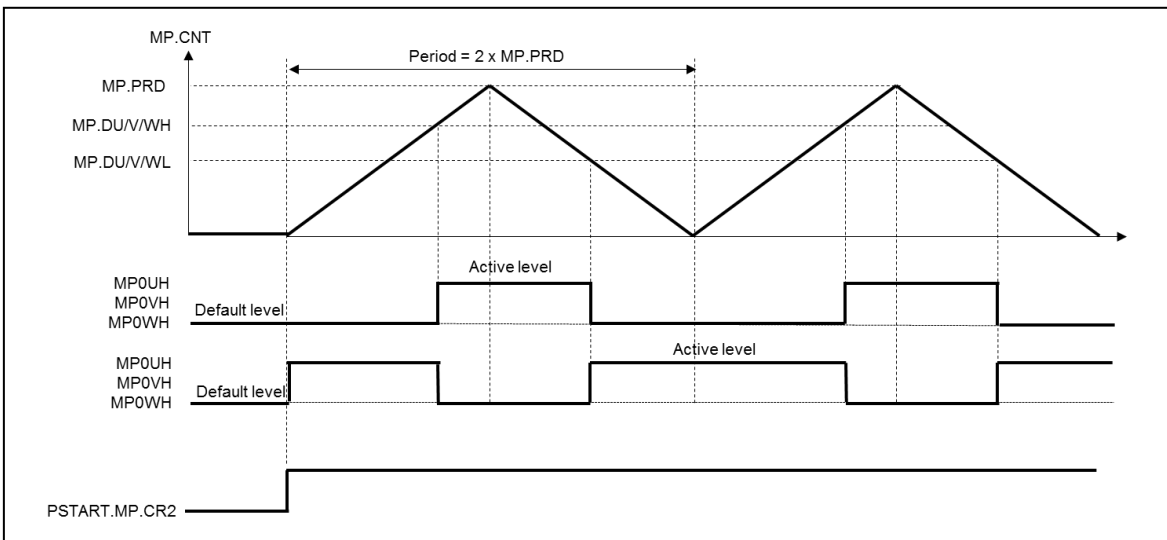 MP.CNT
Period = 2 x MP.PRD
MP.PRD
MP.DU/V/WH
MP.DU/V/WL
Active level
MP0UH
MP0VH
MP0WH
Default level
Active level
MP0UH
MP0VH
MP0WH
Default level
PSTART.MP.CR2